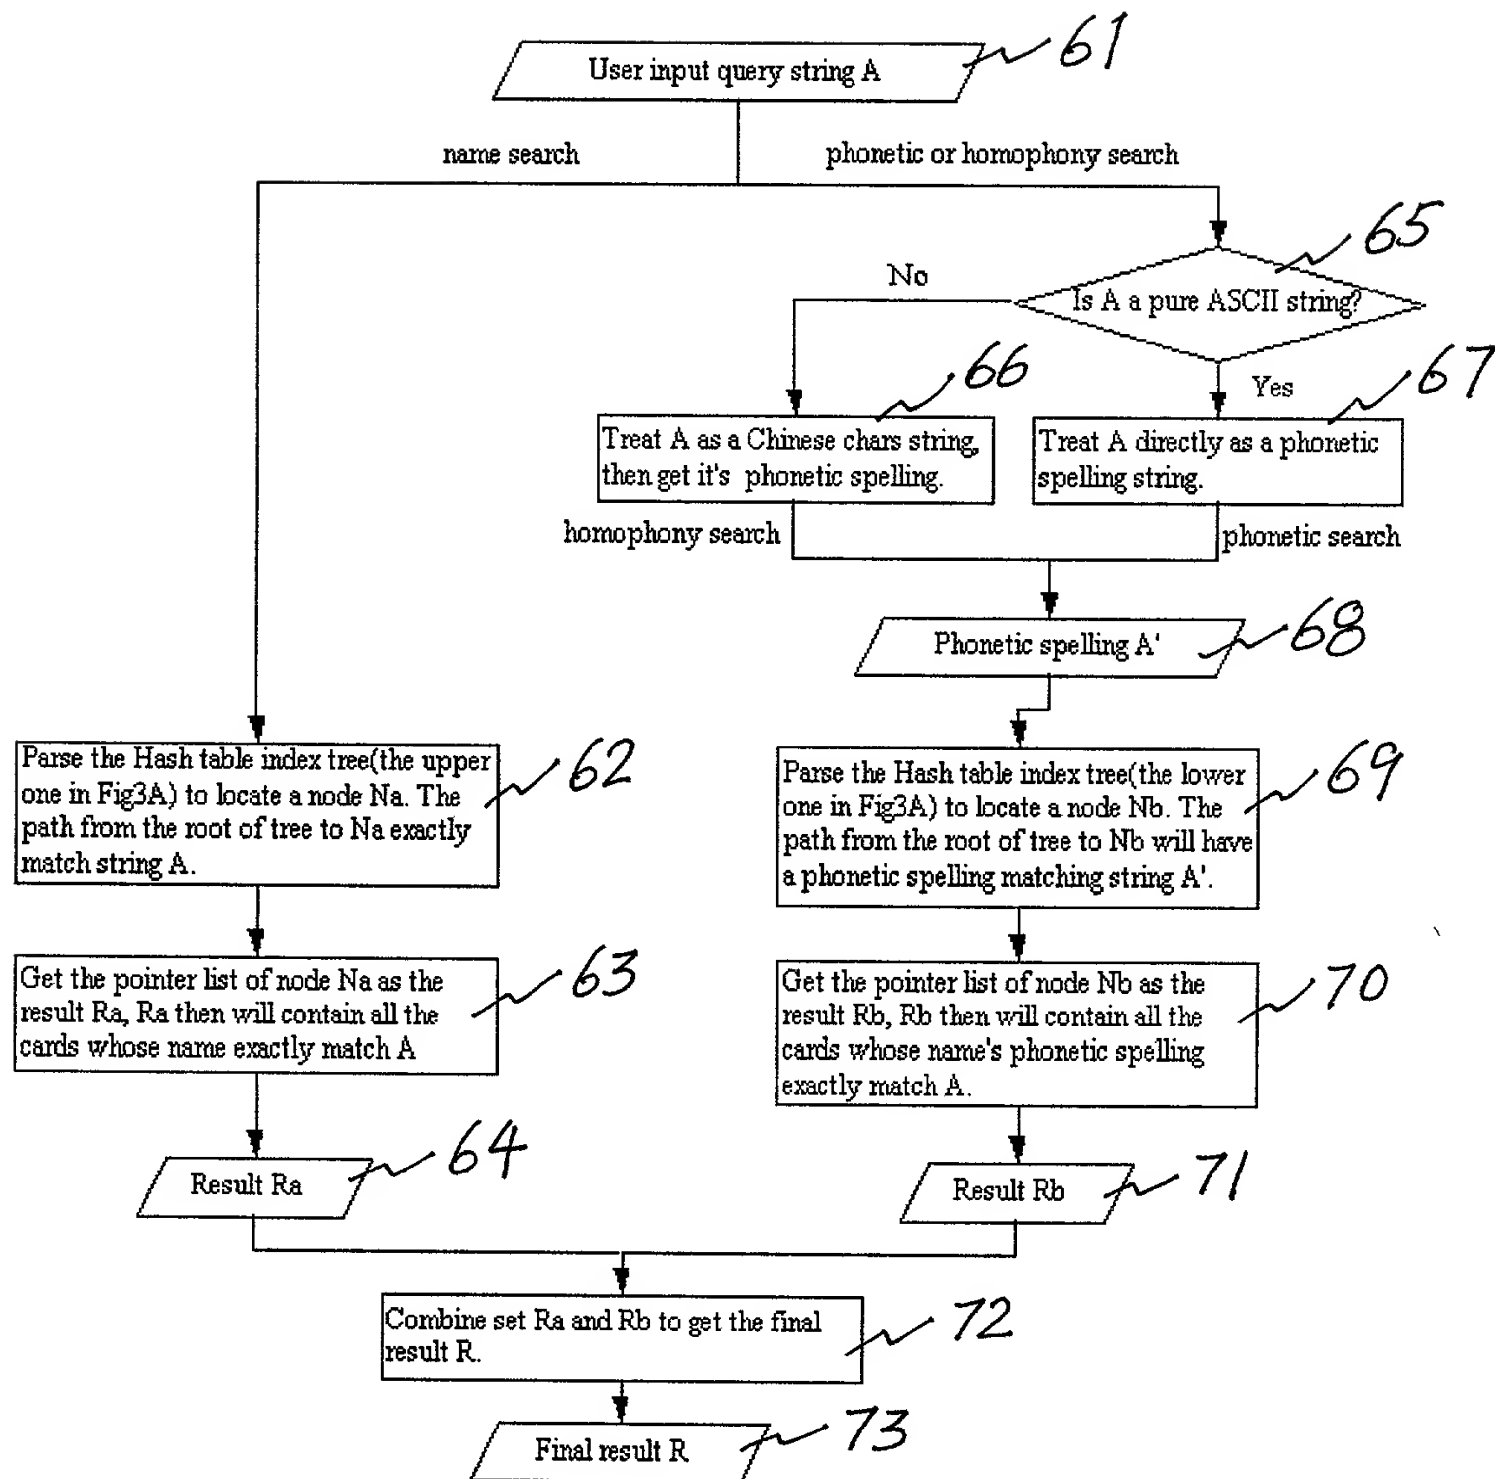 User input query string A
61
name search
phonetic or homophony search
65
No
Is A a pure ASCII string?
66
Yes
67
Treat A as a Chinese chars string,
then get it's phonetic spelling.
Treat A directly as a phonetic
spelling string.
homophony search
phonetic search
Phonetic spelling A'
68
Parse the Hash table index tree(the upper
one in Fig3A) to locate a node Na. The
path from the root of tree to Na exactly
match string A.
62
Parse the Hash table index tree(the lower
one in Fig3A) to locate a node Nb. The
path from the root of tree to Nb will have
a phonetic spelling matching string A'.
69
Get the pointer list of node Na as the
result Ra, Ra then will contain all the
cards whose name exactly match A
63
Get the pointer list of node Nb as the
result Rb, Rb then will contain all the
cards whose name's phonetic spelling
exactly match A.
70
Result Ra
64
Result Rb
71
Combine set Ra and Rb to get the final
result R.
72
Final result R
73